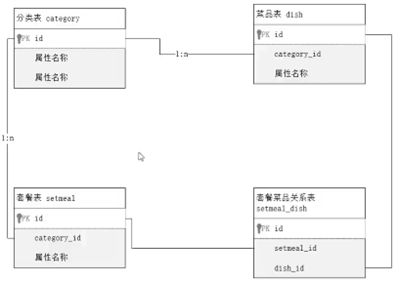 分类表 category
PK id
属性名称
属性名称
1:n
菜品表 dish
PK id
category_id
属性名称
1:n
套餐表 setmeal
PK id
category_id
属性名称
套餐菜品关系表
setmeal_dish
PK id
setmeal_id
dish_id